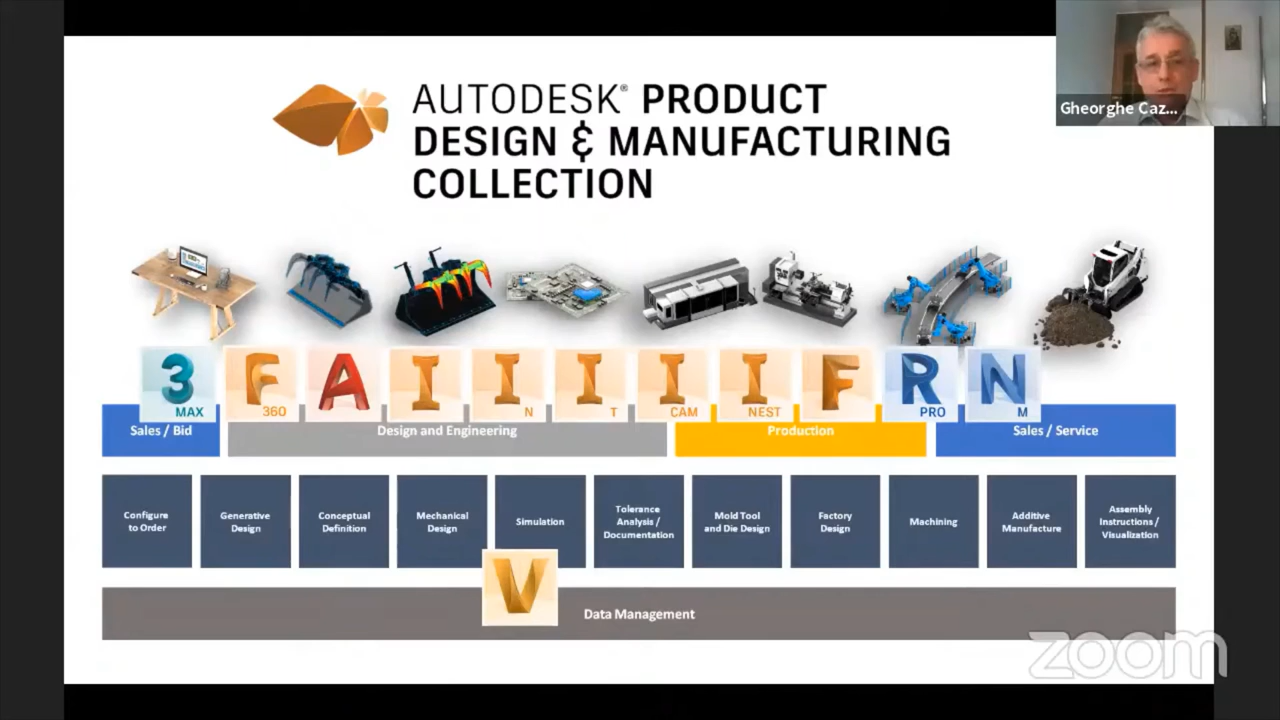 AUTODESK® PRODUCT
DESIGN & MANUFACTURING
COLLECTION
Gheorghe Caz...
3
MAX
F
360
A
I
I
N
I
T
I
CAM
I
NEST
F
R
PRO
N
M
Sales / Bid
Design and Engineering
Production
Sales / Service
Configure
to Order
Generative
Design
Conceptual
Definition
Mechanical
Design
Simulation
Tolerance
Analysis /
Documentation
Mold Tool
and Die Design
Factory
Design
Machining
Additive
Manufacture
Assembly
Instructions /
Visualization
V
Data Management
zoom